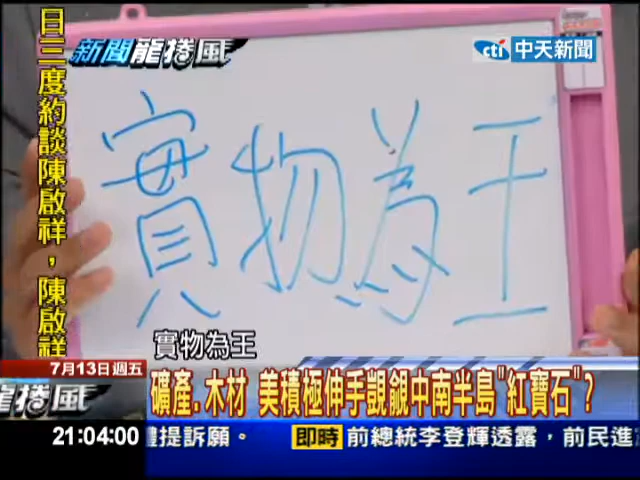 新聞龍捲風
cti 中天新聞
日三度約談陳啟祥，陳啟祥
實物為王
實物為王
7月13日週五
礦產.木材 美積極伸手覬覦中南半島"紅寶石"?
龍捲風
21:04:00
體提訴願。 即時 前總統李登輝透露，前民進